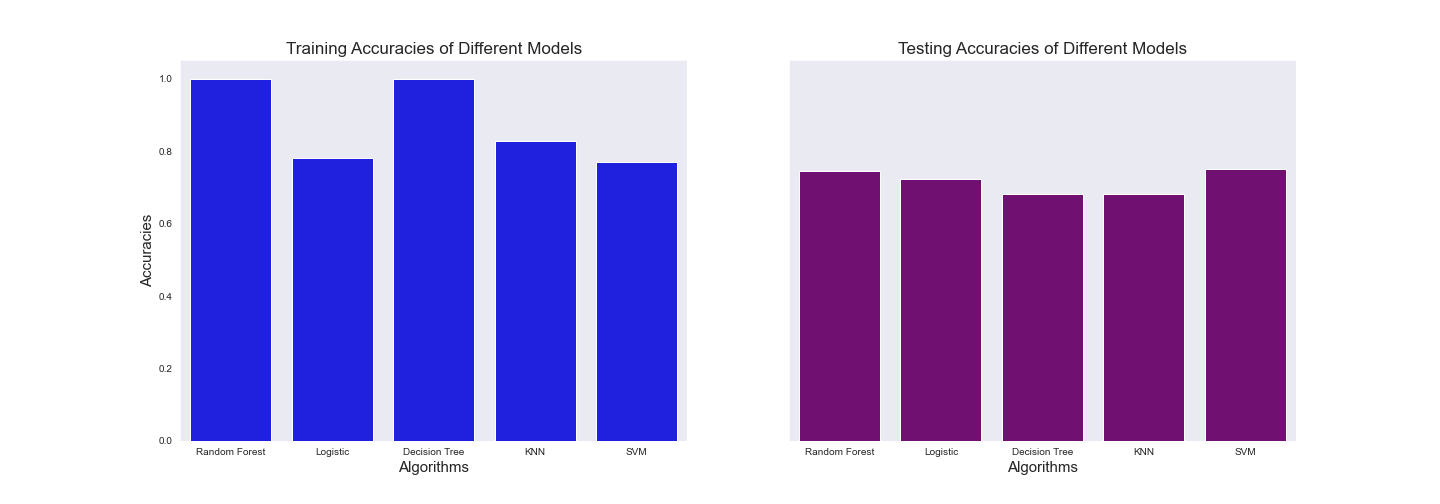 Training Accuracies of Different Models
1.0
0.8
0.6
0.4
0.2
0.0
Accuracies
Random Forest Logistic Decision Tree KNN SVM
Algorithms
Testing Accuracies of Different Models
Random Forest Logistic Decision Tree KNN SVM
Algorithms